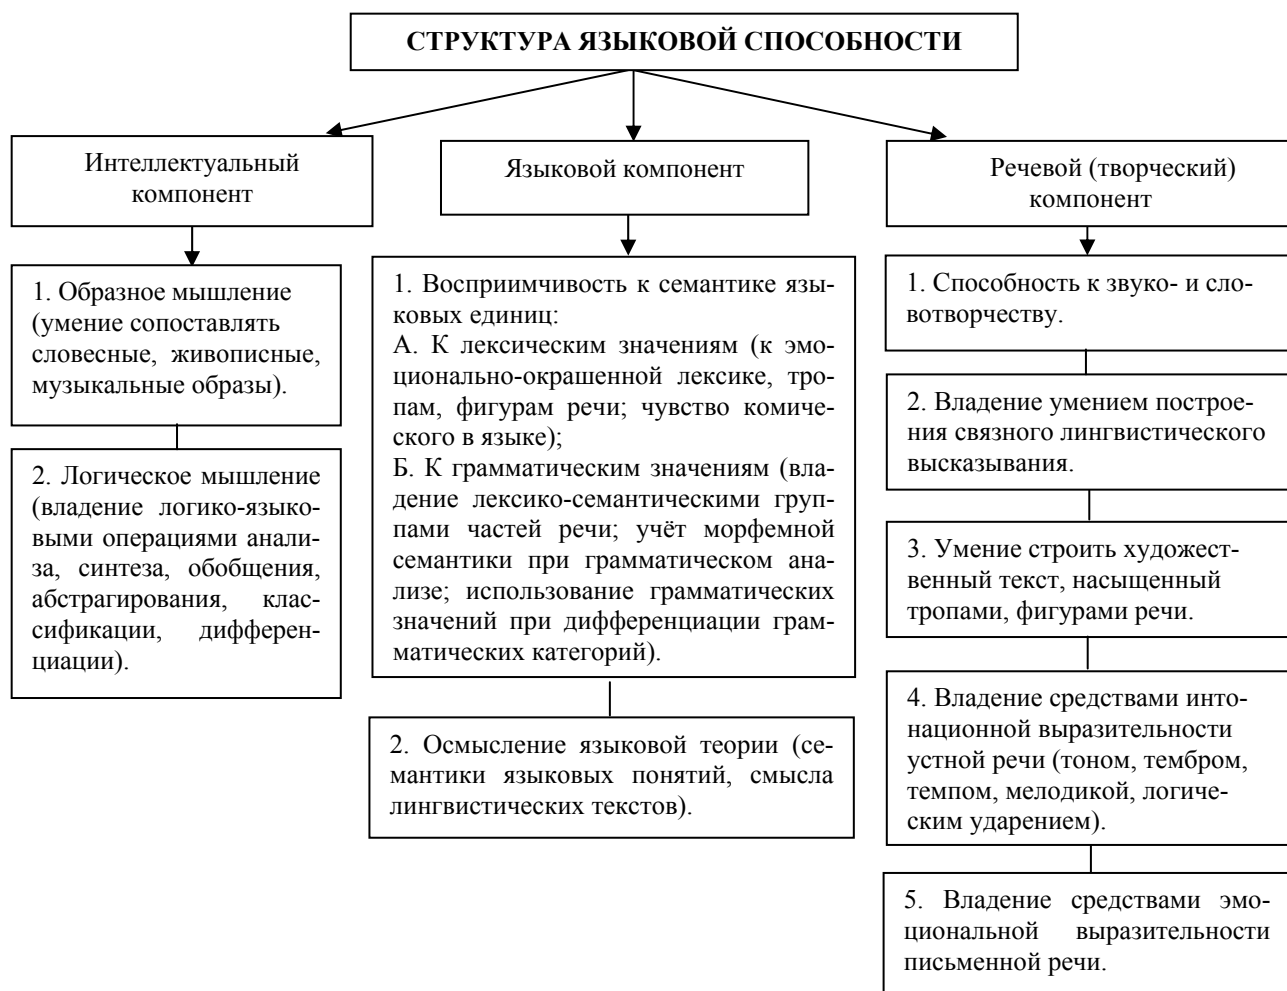 СТРУКТУРА ЯЗЫКОВОЙ СПОСОБНОСТИ
Интеллектуальный
компонент
Языковой компонент
Речевой (творческий)
компонент
1. Образное мышление
(умение сопоставлять
словесные, живописные,
музыкальные образы).
2. Логическое мышление
(владение логико-языко-
выми операциями анали-
за, синтеза, обобщения,
абстрагирования, клас-
сификации, дифферен-
циации).
1. Восприимчивость к семантике язы-
ковых единиц:
А. К лексическим значениям (к эмо-
ционально-окрашенной лексике, тро-
пам, фигурам речи; чувство комиче-
ского в языке);
Б. К грамматическим значениям (вла-
дение лексико-семантическими груп-
пами частей речи; учёт морфемной
семантики при грамматическом ана-
лизе; использование грамматических
значений при дифференциации грам-
матических категорий).
2. Осмысление языковой теории (се-
мантики языковых понятий, смысла
лингвистических текстов).
1. Способность к звуко- и сло-
вотворчеству.
2. Владение умением построе-
ния связного лингвистического
высказывания.
3. Умение строить художест-
венный текст, насыщенный
тропами, фигурами речи.
4. Владение средствами инто-
национной выразительности
устной речи (тоном, тембром,
темпом, мелодикой, логиче-
ским ударением).
5. Владение средствами эмо-
циональной выразительности
письменной речи.